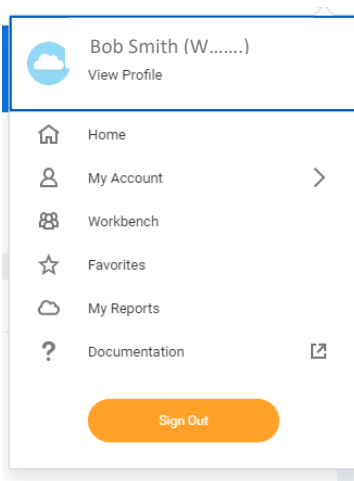 Bob Smith (W.......)
View Profile
Home
My Account
Workbench
Favorites
My Reports
Documentation
Sign Out